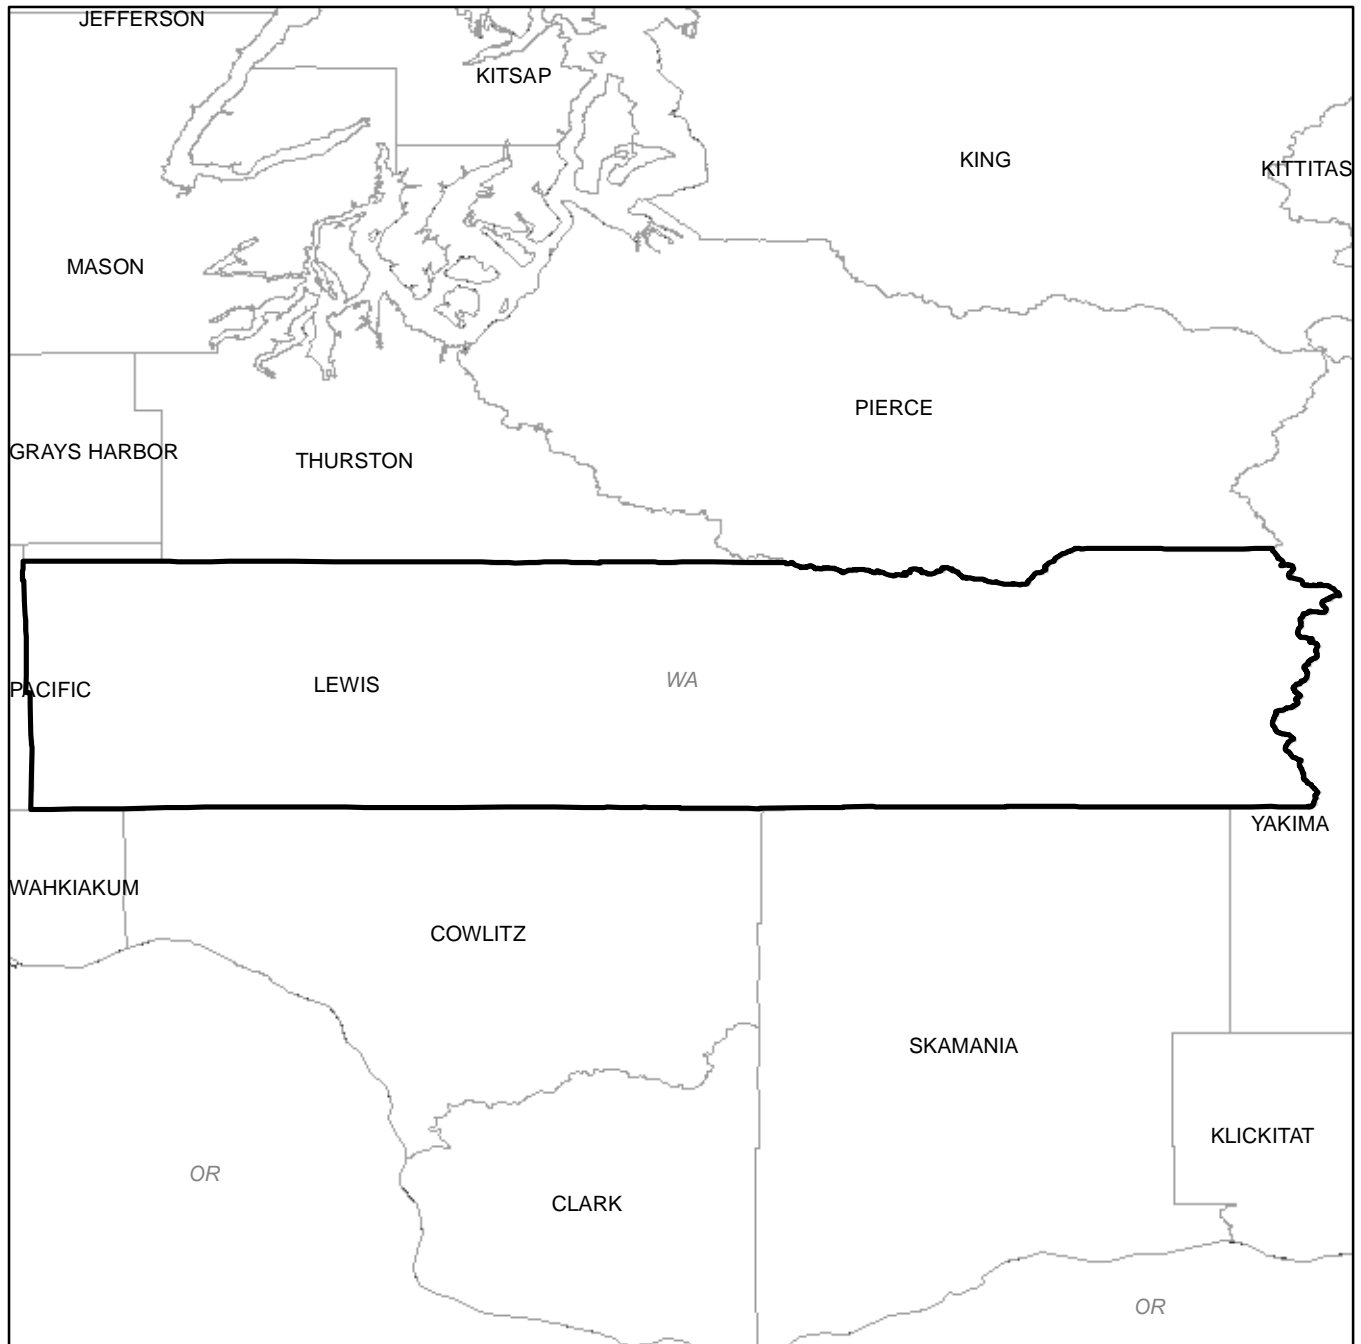 JEFFERSON
KITSAP
KING
KITTITAS
MASON
PIERCE
GRAYS HARBOR
THURSTON
WA
LEWIS
PACIFIC
YAKIMA
WAHKIAKUM
COWLITZ
SKAMANIA
KLICKITAT
OR
CLARK
OR